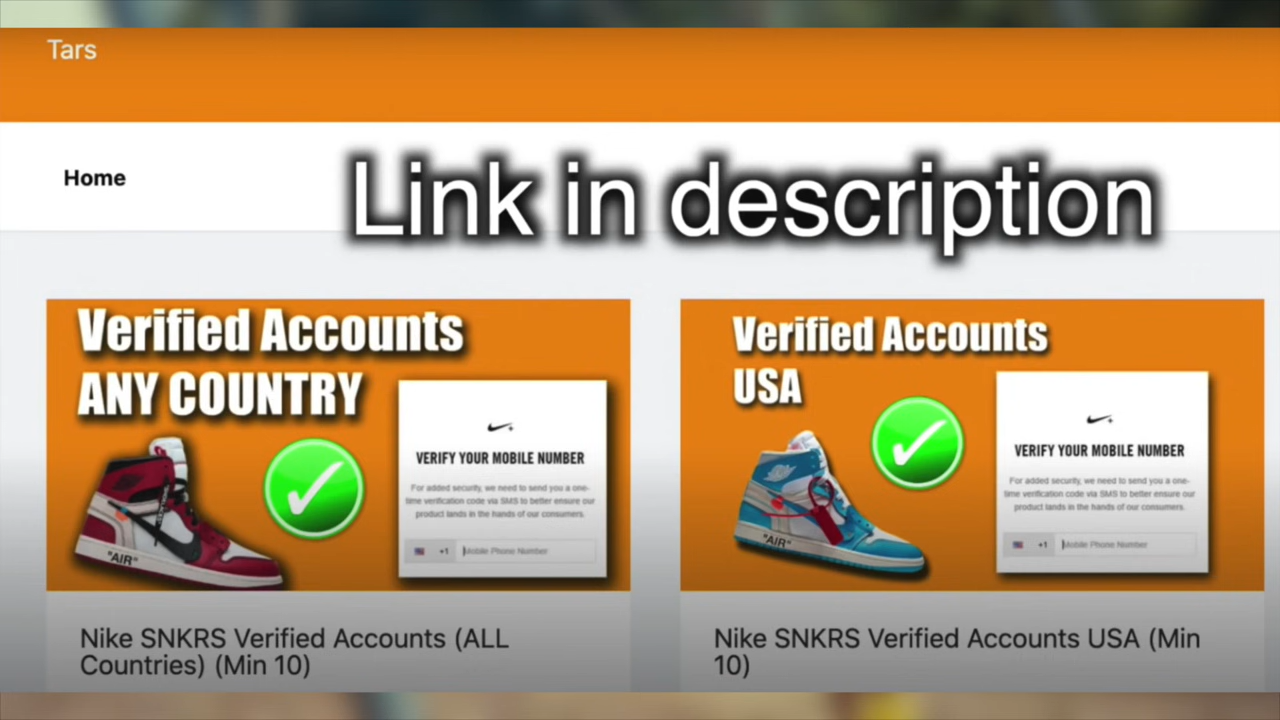 Tars
Home
Link in description
Verified Accounts
ANY COUNTRY
VERIFY YOUR MOBILE NUMBER
For added security, we need to send you a one-
time verification code via SMS to better ensure our
product lands in the hands of our consumers.
+1 Mobile Phone Number
"AIR"
Nike SNKRS Verified Accounts (ALL
Countries) (Min 10)
Verified Accounts
USA
VERIFY YOUR MOBILE NUMBER
For added security, we need to send you a one-
time verification code via SMS to better ensure our
product lands in the hands of our consumers.
+1 Mobile Phone Number
"AIR"
Nike SNKRS Verified Accounts USA (Min
10)